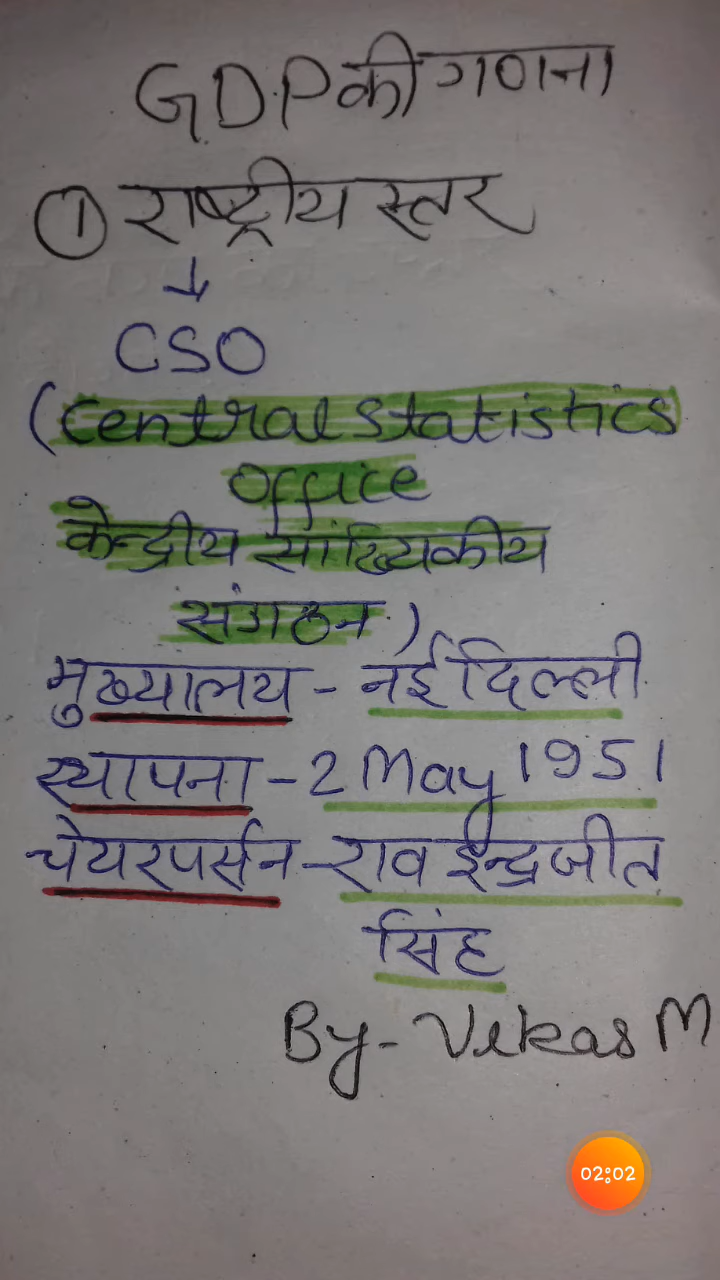 GDP की गणना
① राष्ट्रीय स्तर
↓
CSO
(Central Statistics
office
केन्द्रीय सांख्यिकीय
संगठन)
मुख्यालय - नई दिल्ली
स्थापना - 2 May 1951
चेयरपर्सन - राव ईन्द्रजीत
सिंह
By - Vikas M
02:02